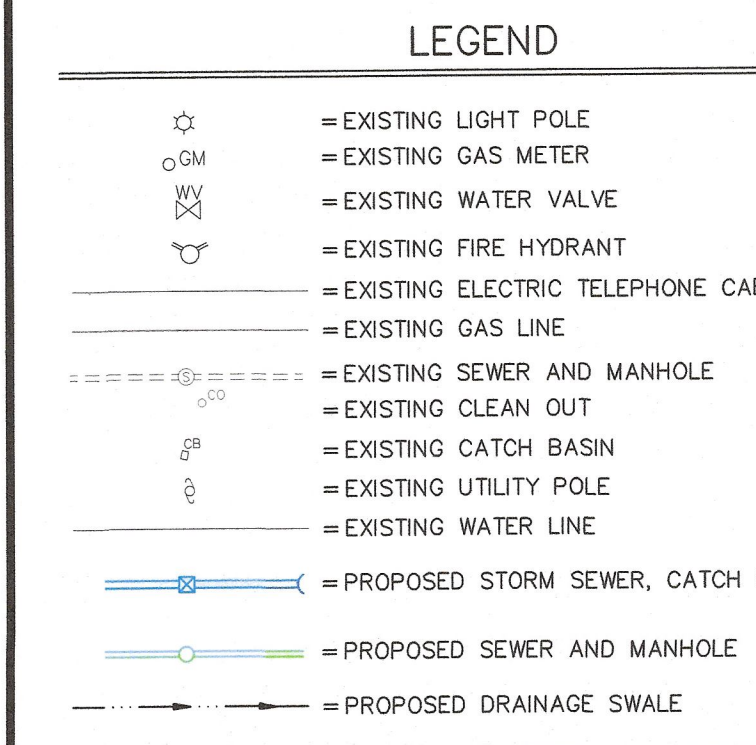 LEGEND
= EXISTING LIGHT POLE
GM = EXISTING GAS METER
WV = EXISTING WATER VALVE
= EXISTING FIRE HYDRANT
= EXISTING ELECTRIC TELEPHONE
= EXISTING GAS LINE
S = EXISTING SEWER AND MANHOLE
CO = EXISTING CLEAN OUT
CB = EXISTING CATCH BASIN
= EXISTING UTILITY POLE
= EXISTING WATER LINE
= PROPOSED STORM SEWER, CATCH
= PROPOSED SEWER AND MANHOLE
= PROPOSED DRAINAGE SWALE